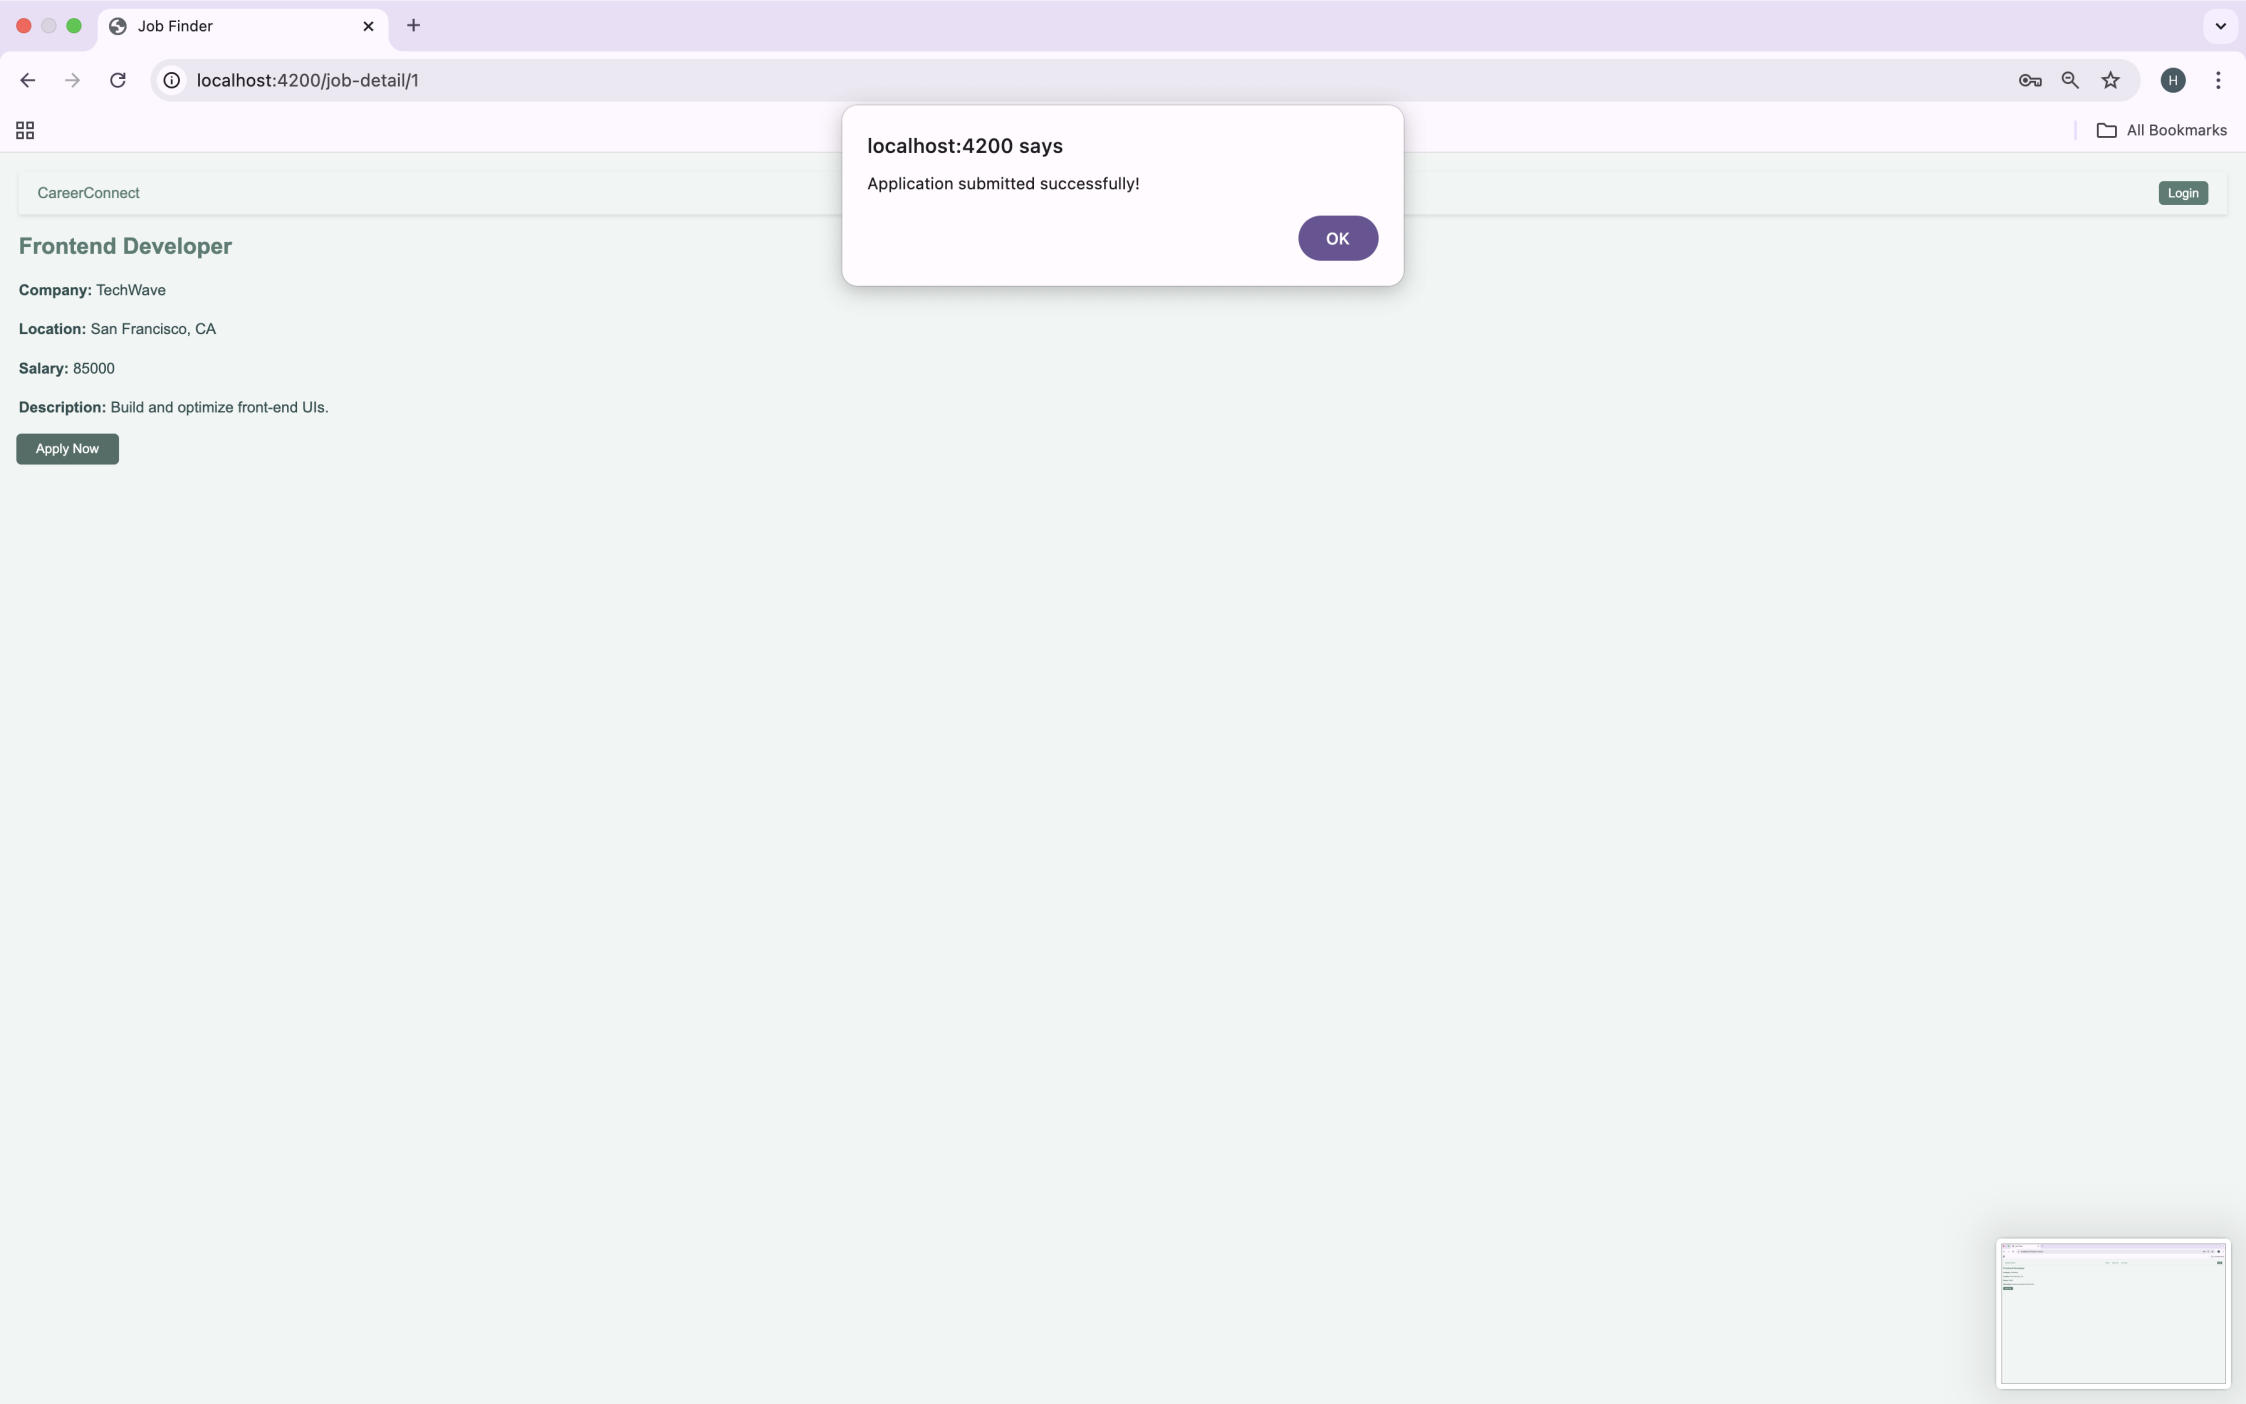 Job Finder
localhost:4200/job-detail/1
H
All Bookmarks
localhost:4200 says
Application submitted successfully!
OK
CareerConnect
Login
Frontend Developer
Company: TechWave
Location: San Francisco, CA
Salary: 85000
Description: Build and optimize front-end UIs.
Apply Now